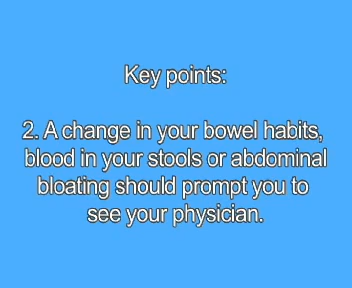 Key points:
2. A change in your bowel habits,
blood in your stools or abdominal
bloating should prompt you to
see your physician.